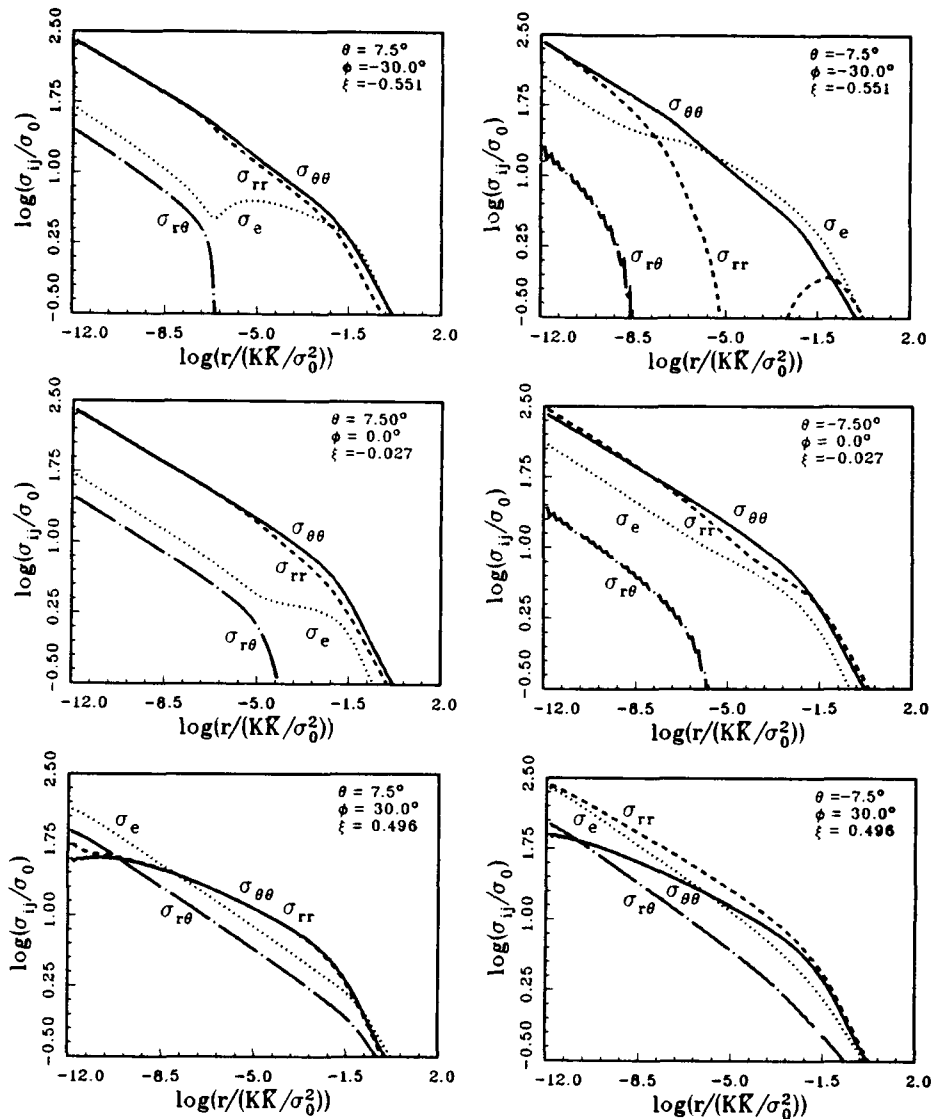 2.50
1.75
1.00
0.25
-0.50
log(σij/σ0)
θ = 7.5°
φ =-30.0°
ξ =-0.551
σθθ
σrr
σrθ
σe
-12.0 -8.5 -5.0 -1.5 2.0
log(r/(KK̅/σ0²))
2.50
1.75
1.00
0.25
-0.50
log(σij/σ0)
θ =-7.5°
φ =-30.0°
ξ =-0.551
σθθ
σe
σrθ
σrr
-12.0 -8.5 -5.0 -1.5 2.0
log(r/(KK̅/σ0²))
2.50
1.75
1.00
0.25
-0.50
log(σij/σ0)
θ = 7.50°
φ = 0.0°
ξ =-0.027
σθθ
σrr
σrθ
σe
-12.0 -8.5 -5.0 -1.5 2.0
log(r/(KK̅/σ0²))
2.50
1.75
1.00
0.25
-0.50
log(σij/σ0)
θ =-7.50°
φ = 0.0°
ξ =-0.027
σe
σrr
σθθ
σrθ
-12.0 -8.5 -5.0 -1.5 2.0
log(r/(KK̅/σ0²))
2.50
1.75
1.00
0.25
-0.50
log(σij/σ0)
θ = 7.5°
φ = 30.0°
ξ = 0.496
σe
σθθ
σrr
σrθ
-12.0 -8.5 -5.0 -1.5 2.0
log(r/(KK̅/σ0²))
2.50
1.75
1.00
0.25
-0.50
log(σij/σ0)
θ =-7.5°
φ = 30.0°
ξ = 0.496
σe
σrr
σrθ
σθθ
-12.0 -8.5 -5.0 -1.5 2.0
log(r/(KK̅/σ0²))